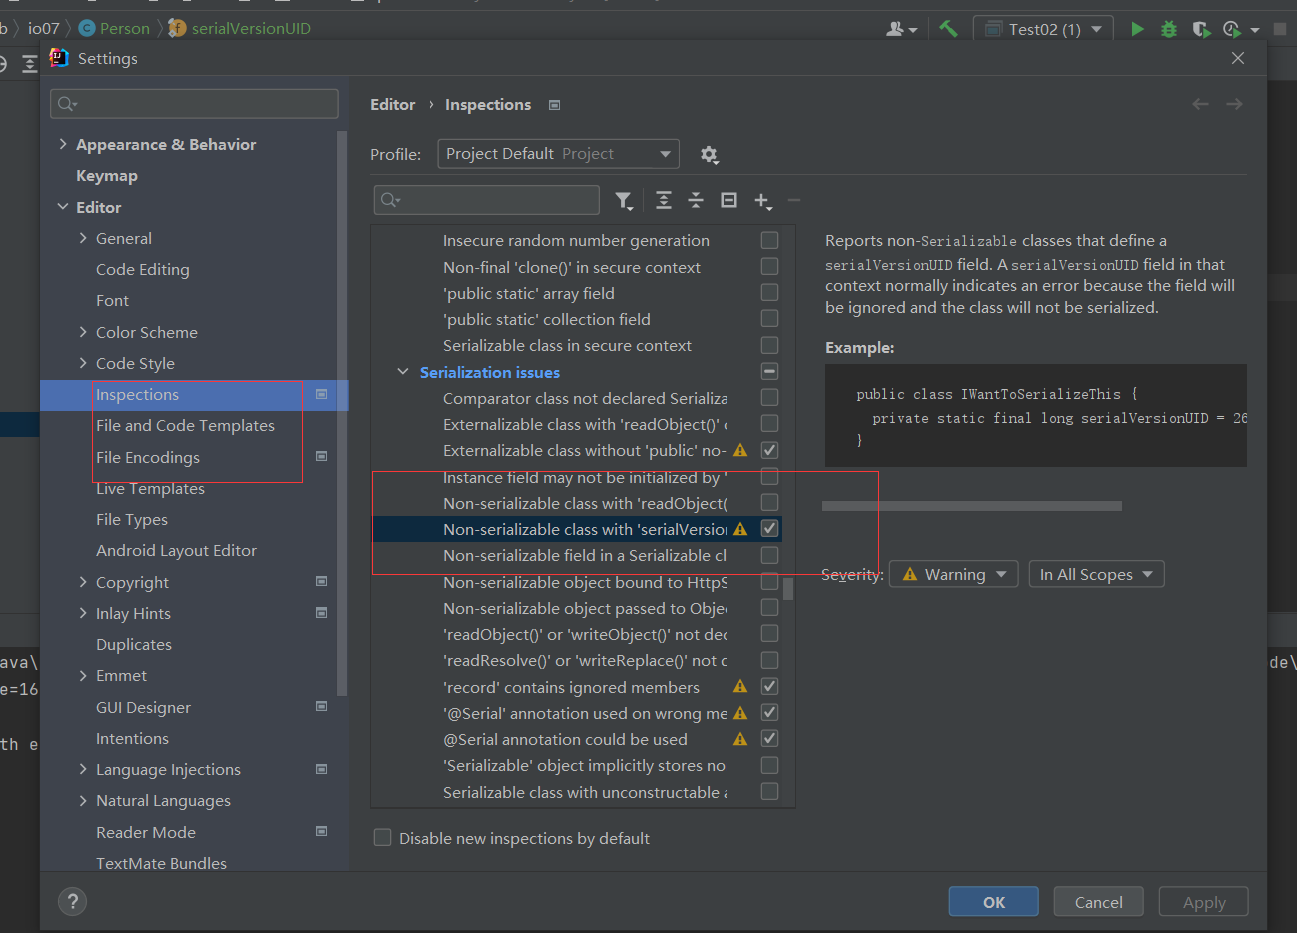 b io07 Person serialVersionUID
Test02 (1)
Settings
Appearance & Behavior
Keymap
Editor
General
Code Editing
Font
Color Scheme
Code Style
Inspections
File and Code Templates
File Encodings
Live Templates
File Types
Android Layout Editor
Copyright
Inlay Hints
Duplicates
Emmet
GUI Designer
Intentions
Language Injections
Natural Languages
Reader Mode
TextMate Bundles
Editor › Inspections
Profile: Project Default Project
Insecure random number generation
Non-final 'clone()' in secure context
'public static' array field
'public static' collection field
Serializable class in secure context
Serialization issues
Comparator class not declared Serializa
Externalizable class with 'readObject()' c
Externalizable class without 'public' no-
Instance field may not be initialized by '
Non-serializable class with 'readObject(
Non-serializable class with 'serialVersion
Non-serializable field in a Serializable cl
Non-serializable object bound to HttpS
Non-serializable object passed to Obje
'readObject()' or 'writeObject()' not dec
'readResolve()' or 'writeReplace()' not c
'record' contains ignored members
'@Serial' annotation used on wrong me
@Serial annotation could be used
'Serializable' object implicitly stores no
Serializable class with unconstructable a
Disable new inspections by default
Reports non-Serializable classes that define a
serialVersionUID field. A serialVersionUID field in that
context normally indicates an error because the field will
be ignored and the class will not be serialized.
Example:
public class IWantToSerializeThis {
private static final long serialVersionUID = 26
}
Severity: Warning In All Scopes
ava\
e=16
th e
de\
?
OK Cancel Apply